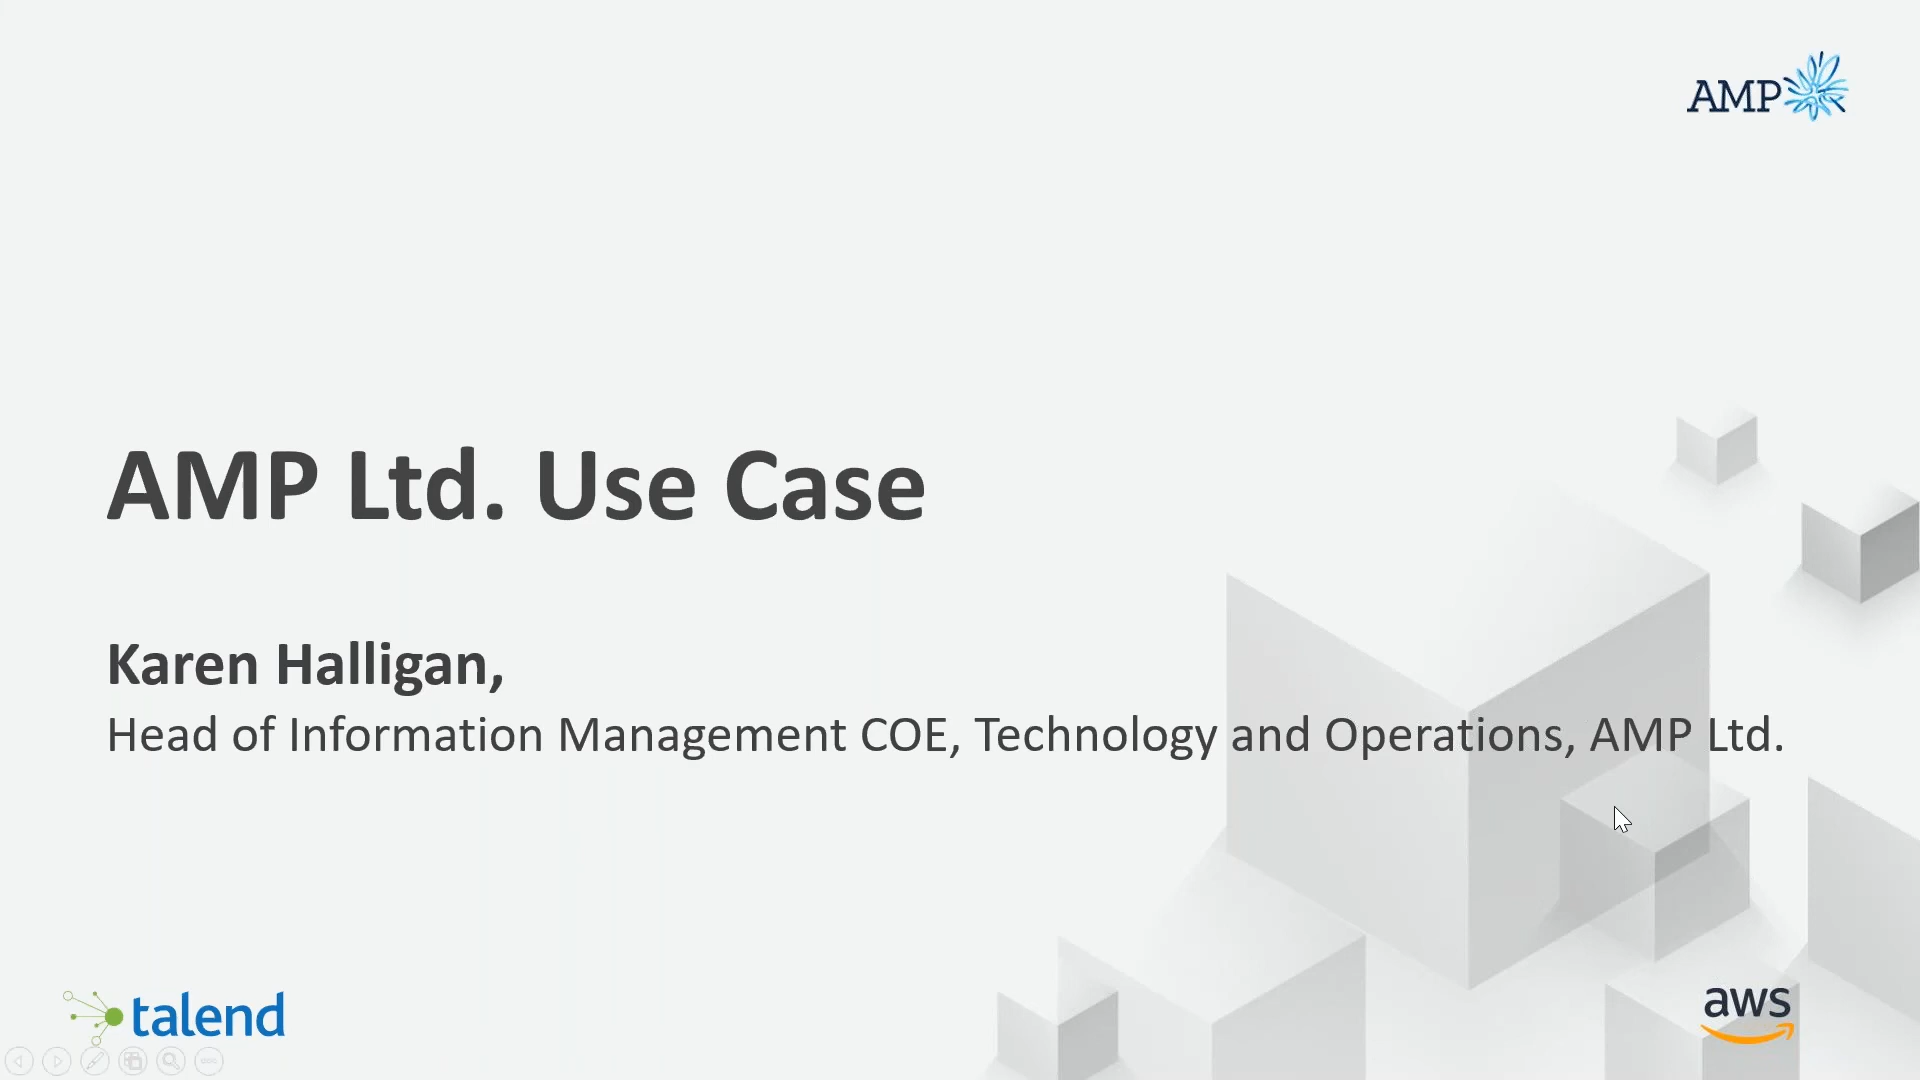 AMP
AMP Ltd. Use Case
Karen Halligan,
Head of Information Management COE, Technology and Operations, AMP Ltd.
talend
aws